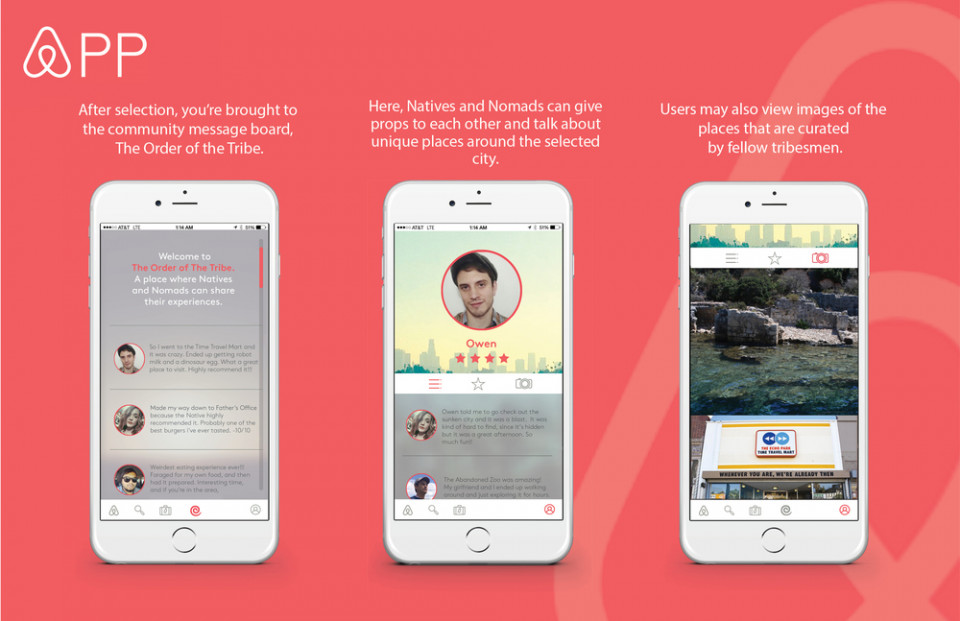 PP
After selection, you’re brought to
the community message board,
The Order of the Tribe.
Here, Natives and Nomads can give
props to each other and talk about
unique places around the selected
city.
Users may also view images of the
places that are curated
by fellow tribesmen.
AT&T LTE 1:14 AM 81%
Welcome to
The Order of The Tribe.
A place where Natives
and Nomads can share
their experiences.
So I went to the Time Travel Mart and
it was crazy. Ended up getting robot
milk and a dinosaur egg. What a great
place to visit. Highly recommend it!!!
Made my way down to Father's Office
because the Native highly
recommended it. Probably one of the
best burgers I've ever tasted. -10/10
Weirdest eating experience ever!!!
Foraged for my own food, and then
had it prepared. Interesting time,
and if you're in the area,
AT&T LTE 1:14 AM 81%
Owen
Owen told me to go check out the
sunken city and it was a blast. It was
kind of hard to find, since it's hidden
but it was a great afternoon. So
much fun!!
The Abandoned Zoo was amazing!
My girlfriend and I ended up walking
around and just exploring it for hours.
THE ECHO PARK
TIME TRAVEL MART
WHENEVER YOU ARE, WE'RE ALREADY THEN